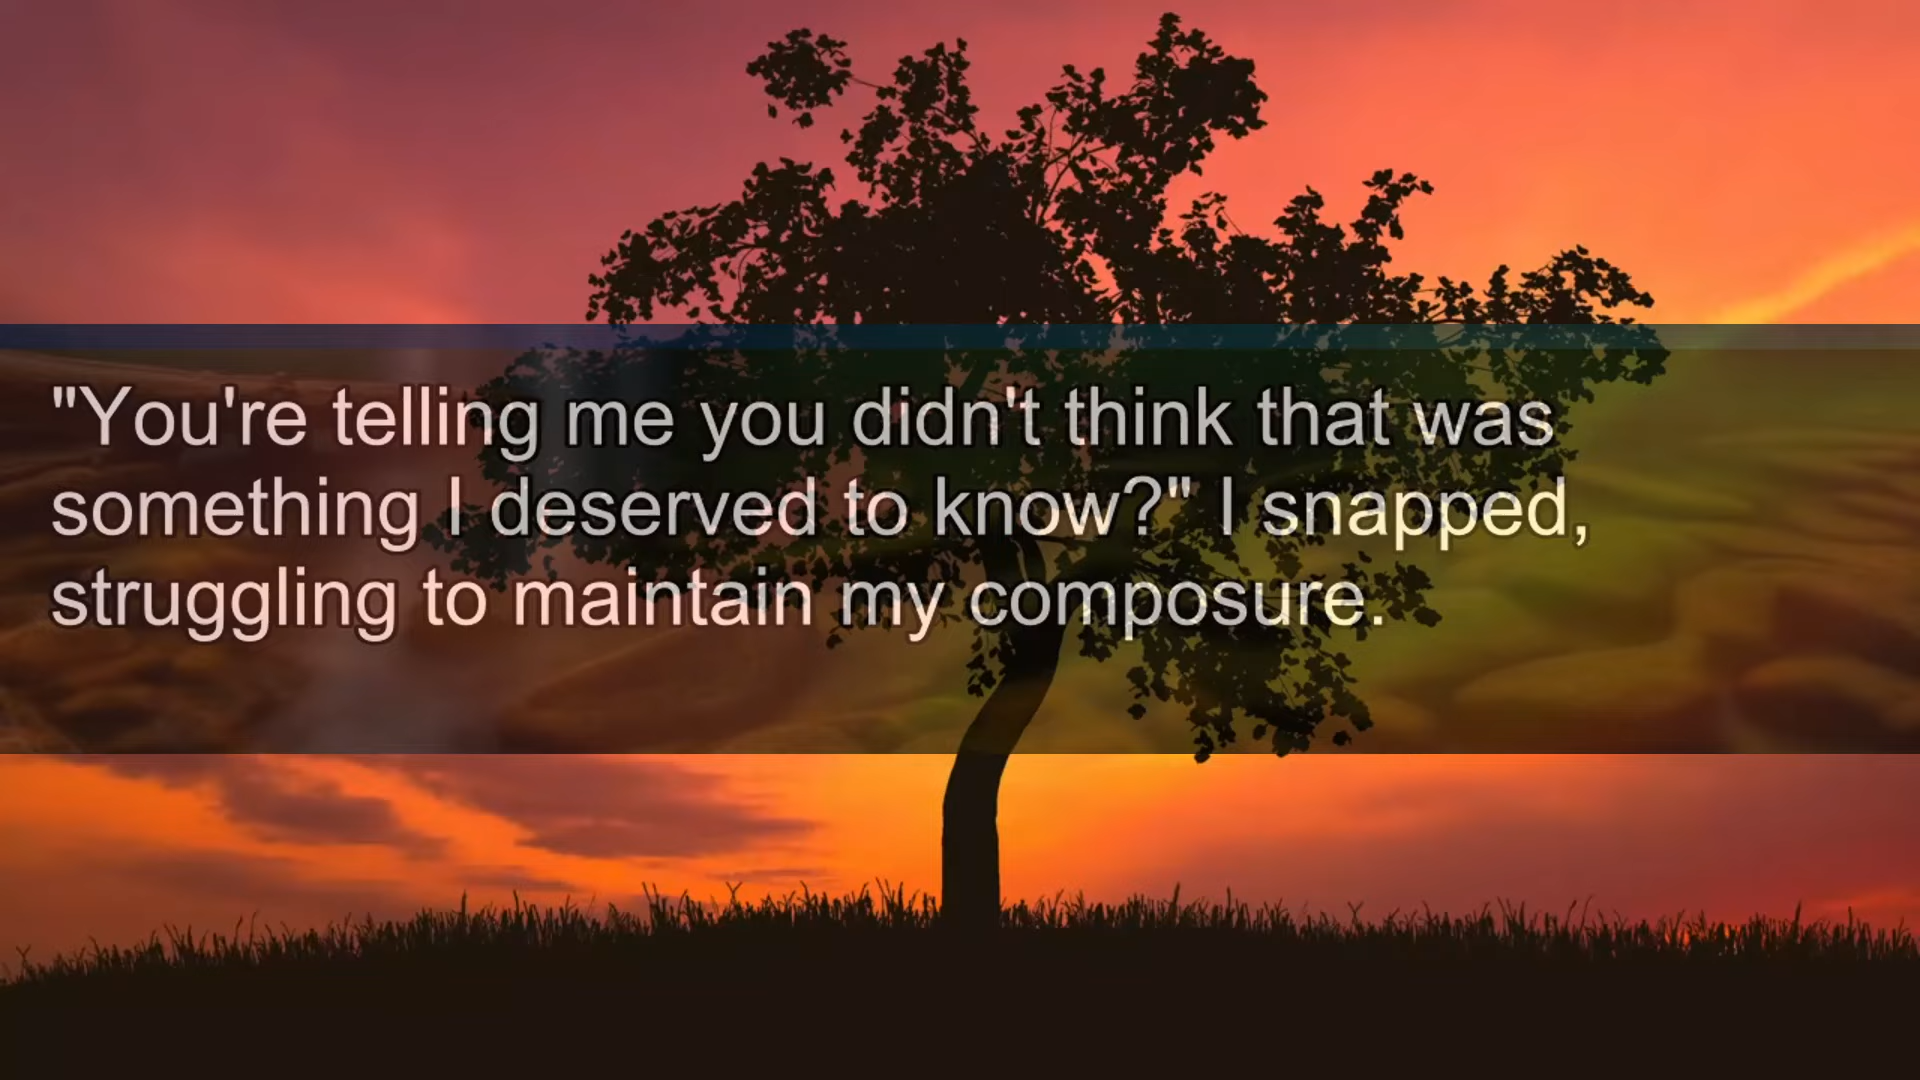 "You're telling me you didn't think that was
something I deserved to know?" I snapped,
struggling to maintain my composure.